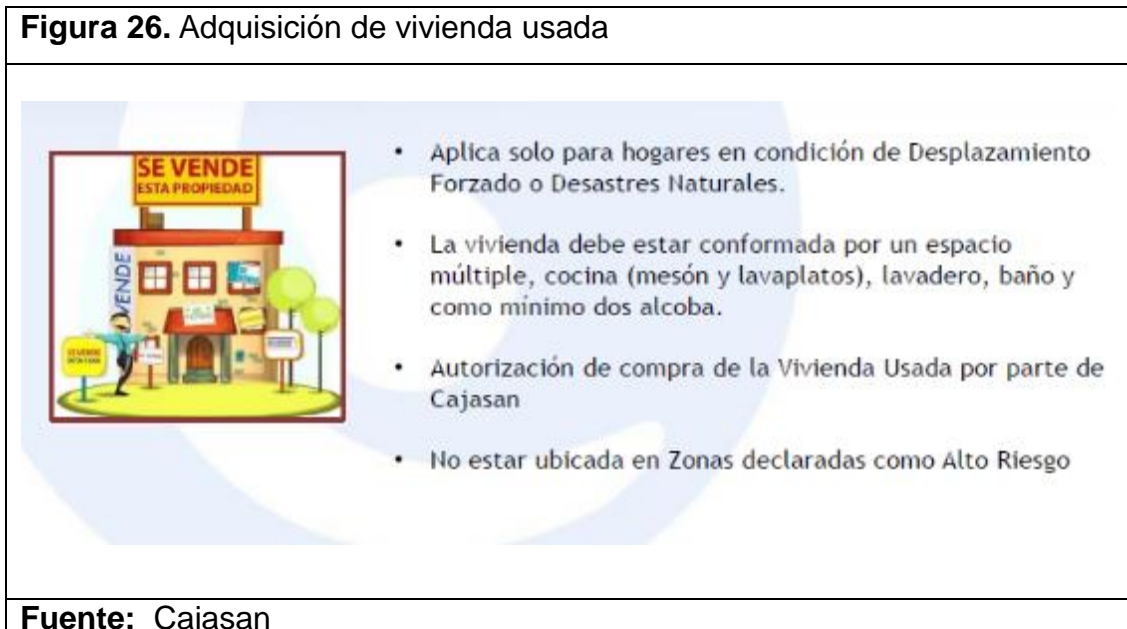 Figura 26. Adquisición de vivienda usada
SE VENDE
ESTA PROPIEDAD
VENDE
• Aplica solo para hogares en condición de Desplazamiento
Forzado o Desastres Naturales.
• La vivienda debe estar conformada por un espacio
múltiple, cocina (mesón y lavaplatos), lavadero, baño y
como mínimo dos alcoba.
• Autorización de compra de la Vivienda Usada por parte de
Cajasan
• No estar ubicada en Zonas declaradas como Alto Riesgo
Fuente: Cajasan